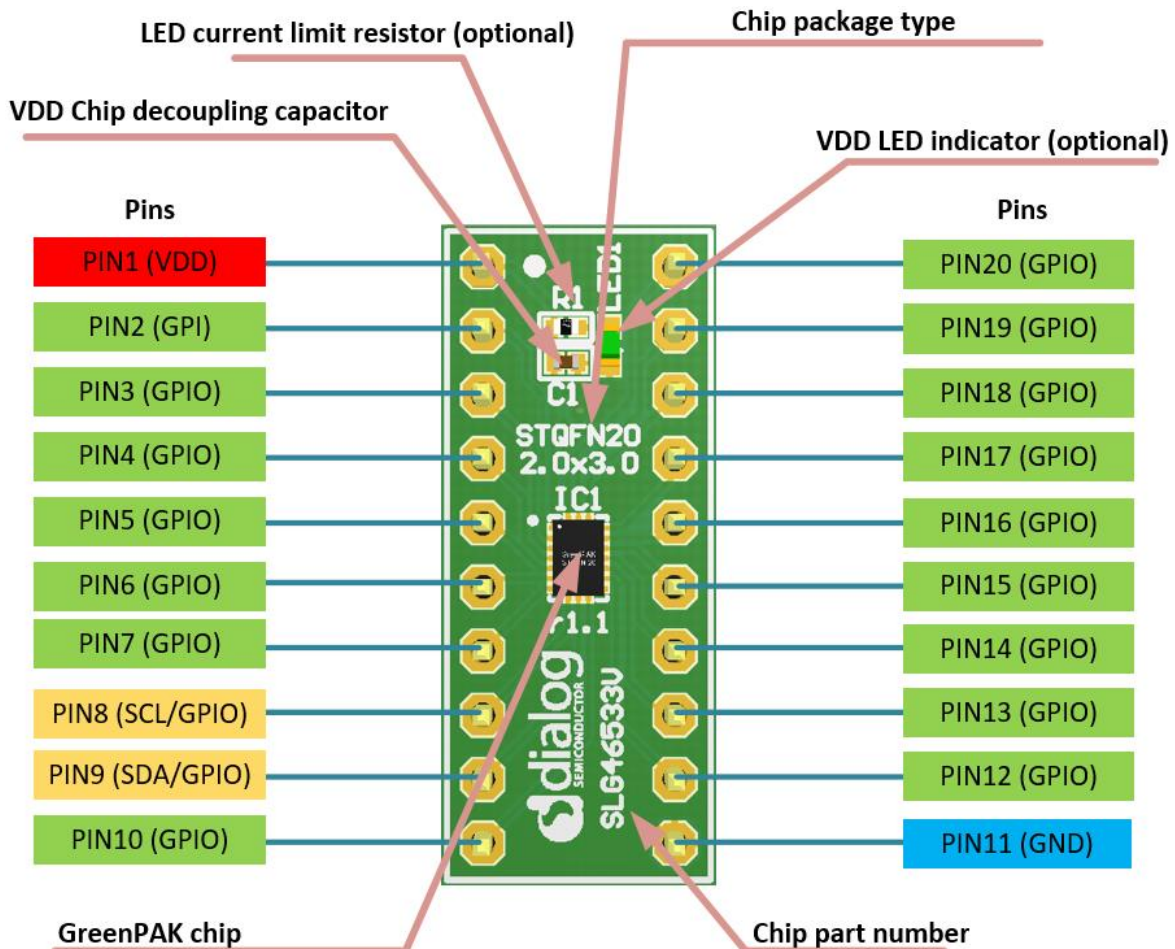 LED current limit resistor (optional)
Chip package type
VDD Chip decoupling capacitor
VDD LED indicator (optional)
Pins
PIN1 (VDD)
PIN2 (GPI)
PIN3 (GPIO)
PIN4 (GPIO)
PIN5 (GPIO)
PIN6 (GPIO)
PIN7 (GPIO)
PIN8 (SCL/GPIO)
PIN9 (SDA/GPIO)
PIN10 (GPIO)
R1
LED1
C1
STQFN20
2.0x3.0
IC1
r1.1
dialog
SEMICONDUCTOR
SLG46533V
Pins
PIN20 (GPIO)
PIN19 (GPIO)
PIN18 (GPIO)
PIN17 (GPIO)
PIN16 (GPIO)
PIN15 (GPIO)
PIN14 (GPIO)
PIN13 (GPIO)
PIN12 (GPIO)
PIN11 (GND)
GreenPAK chip
Chip part number